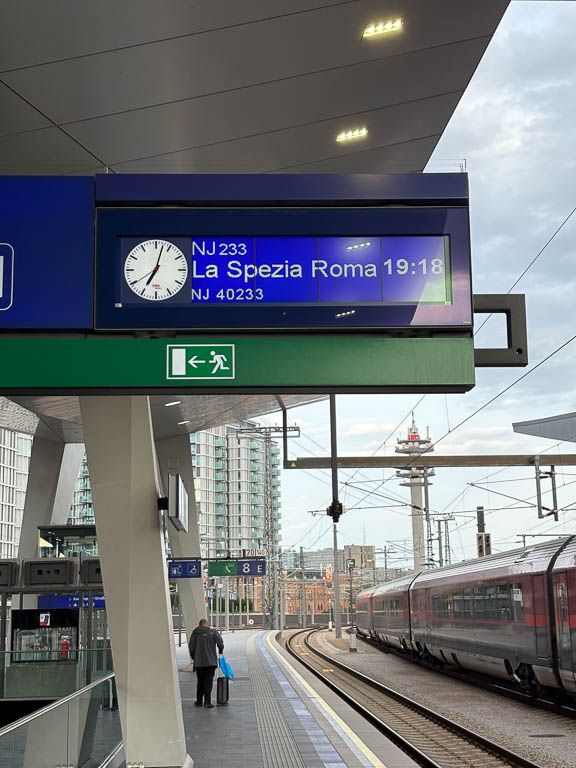 NJ 233
La Spezia Roma 19:18
NJ 40233
8 E